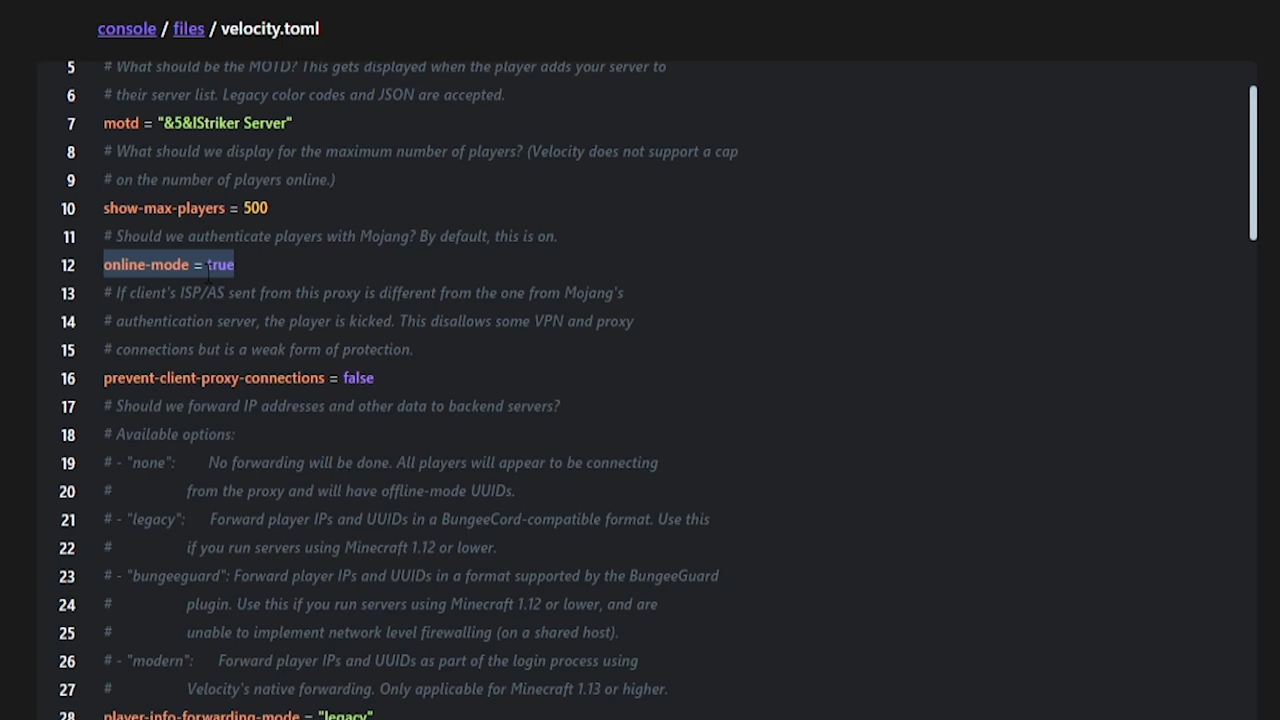 console / files / velocity.toml
5 # What should be the MOTD? This gets displayed when the player adds your server to
6 # their server list. Legacy color codes and JSON are accepted.
7 motd = "&5&lStriker Server"
8 # What should we display for the maximum number of players? (Velocity does not support a cap
9 # on the number of players online.)
10 show-max-players = 500
11 # Should we authenticate players with Mojang? By default, this is on.
12 online-mode = true
13 # If client's ISP/AS sent from this proxy is different from the one from Mojang's
14 # authentication server, the player is kicked. This disallows some VPN and proxy
15 # connections but is a weak form of protection.
16 prevent-client-proxy-connections = false
17 # Should we forward IP addresses and other data to backend servers?
18 # Available options:
19 # - "none": No forwarding will be done. All players will appear to be connecting
20 # from the proxy and will have offline-mode UUIDs.
21 # - "legacy": Forward player IPs and UUIDs in a BungeeCord-compatible format. Use this
22 # if you run servers using Minecraft 1.12 or lower.
23 # - "bungeeguard": Forward player IPs and UUIDs in a format supported by the BungeeGuard
24 # plugin. Use this if you run servers using Minecraft 1.12 or lower, and are
25 # unable to implement network level firewalling (on a shared host).
26 # - "modern": Forward player IPs and UUIDs as part of the login process using
27 # Velocity's native forwarding. Only applicable for Minecraft 1.13 or higher.
28 player-info-forwarding-mode = "legacy"